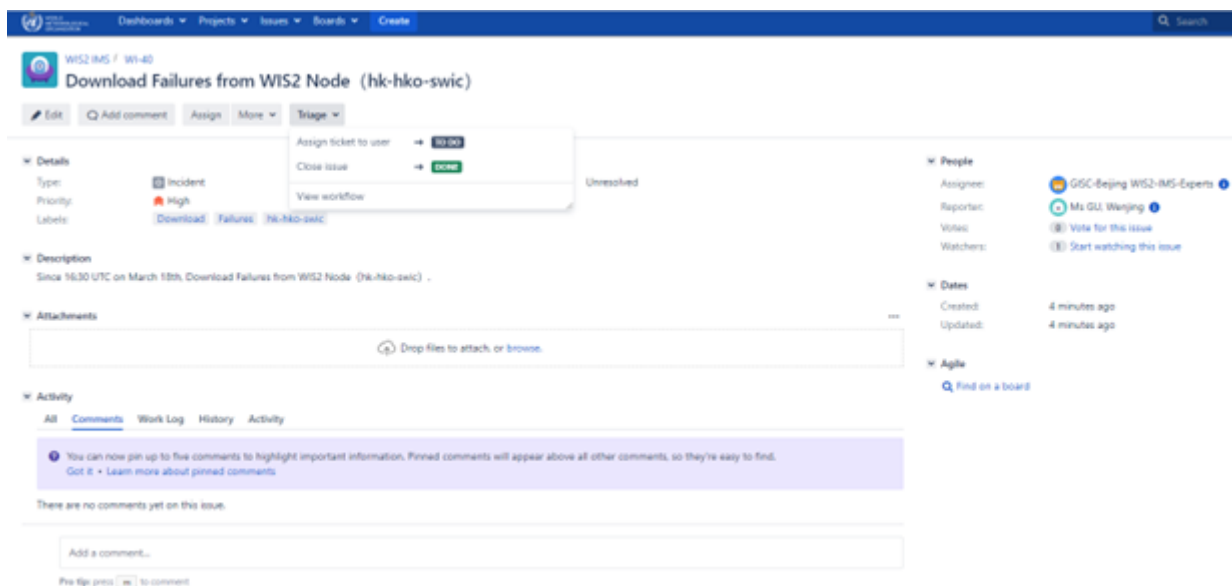 WORLD METEOROLOGICAL ORGANIZATION
Dashboards Projects Issues Boards Create
Search
WIS2 IMS / WI-40
Download Failures from WIS2 Node（hk-hko-swic）
Edit Add comment Assign More Triage
Assign ticket to user → TO DO
Close issue → DONE
View workflow
Details
Type: Incident
Unresolved
Priority: High
Labels: Download Failures hk-hko-swic
Description
Since 16:30 UTC on March 18th, Download Failures from WIS2 Node（hk-hko-swic）.
Attachments
Drop files to attach, or browse.
Activity
All Comments Work Log History Activity
You can now pin up to five comments to highlight important information. Pinned comments will appear above all other comments, so they're easy to find.
Got it • Learn more about pinned comments
There are no comments yet on this issue.
Add a comment...
Pro tip: press m to comment
People
Assignee: GISC-Beijing WIS2-IMS-Experts
Reporter: Ms GU, Wenjing
Votes: 0 Vote for this issue
Watchers: 1 Start watching this issue
Dates
Created: 4 minutes ago
Updated: 4 minutes ago
Agile
Find on a board